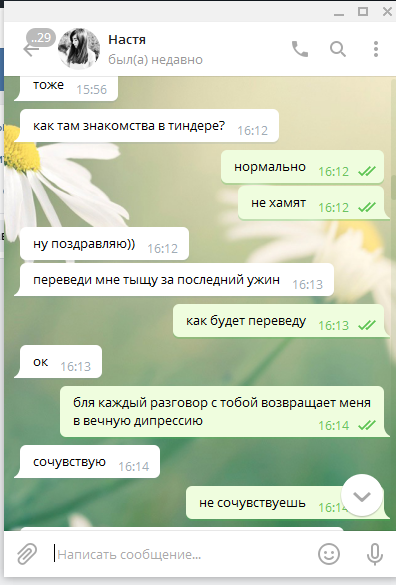 ..29
Настя
был(а) недавно
тоже 15:56
как там знакомства в тиндере? 16:12
нормально 16:12
не хамят 16:12
ну поздравляю)) 16:12
переведи мне тыщу за последний ужин 16:13
как будет переведу 16:13
ок 16:13
бля каждый разговор с тобой возвращает меня
в вечную дипрессию 16:14
сочувствую 16:14
не сочувствуешь
Написать сообщение...